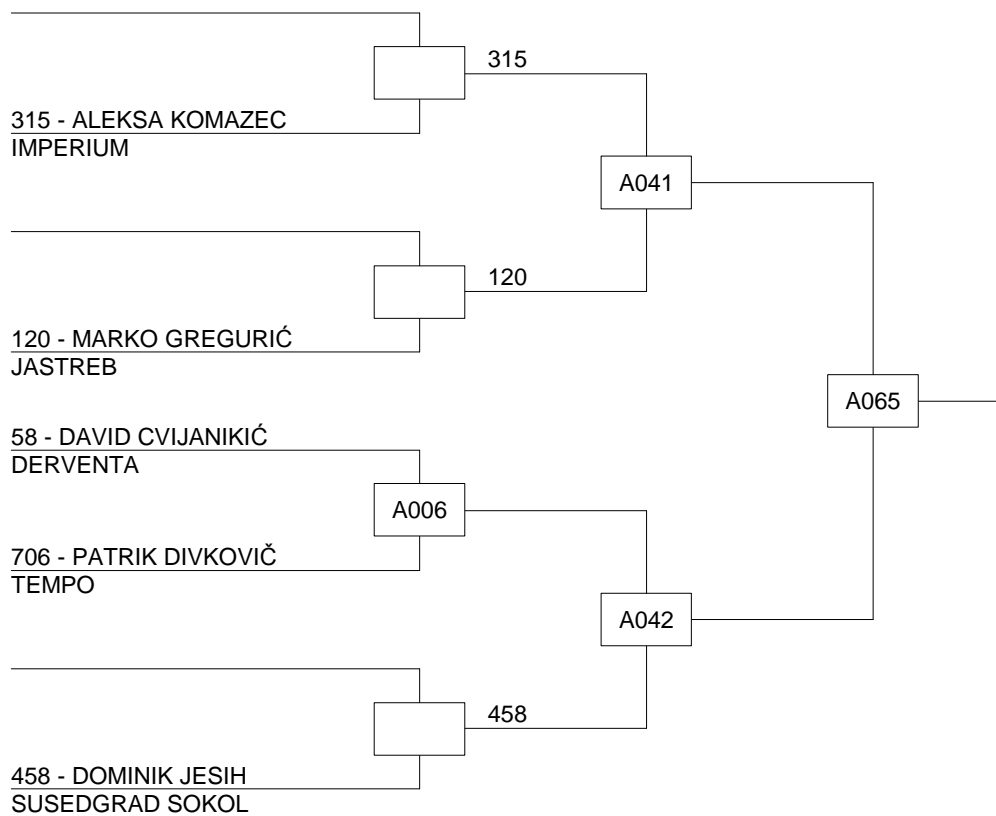 315
315 - ALEKSA KOMAZEC
IMPERIUM
A041
120
120 - MARKO GREGURIĆ
JASTREB
A065
58 - DAVID CVIJANIKIĆ
DERVENTA
A006
706 - PATRIK DIVKOVIČ
TEMPO
A042
458
458 - DOMINIK JESIH
SUSEDGRAD SOKOL